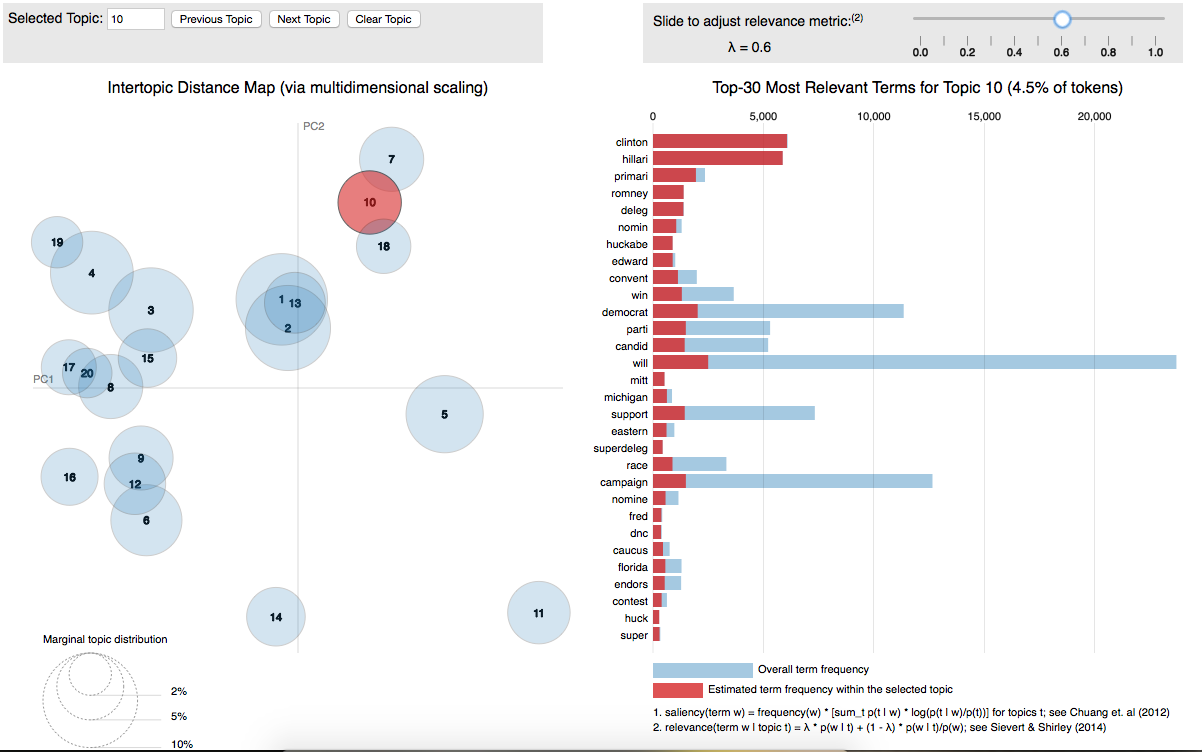 Selected Topic: 10 Previous Topic Next Topic Clear Topic
Slide to adjust relevance metric:(2)
λ = 0.6
0.0 0.2 0.4 0.6 0.8 1.0
Intertopic Distance Map (via multidimensional scaling)
PC2
PC1
7
10
18
19
4
3
1
13
2
15
17
20
8
5
9
16
12
6
14
11
Marginal topic distribution
2%
5%
10%
Top-30 Most Relevant Terms for Topic 10 (4.5% of tokens)
0 5,000 10,000 15,000 20,000
clinton
hillari
primari
romney
deleg
nomin
huckabe
edward
convent
win
democrat
parti
candid
will
mitt
michigan
support
eastern
superdeleg
race
campaign
nomine
fred
dnc
caucus
florida
endors
contest
huck
super
Overall term frequency
Estimated term frequency within the selected topic
1. saliency(term w) = frequency(w) * [sum_t p(t | w) * log(p(t | w)/p(t))] for topics t; see Chuang et. al (2012)
2. relevance(term w | topic t) = λ * p(w | t) + (1 - λ) * p(w | t)/p(w); see Sievert & Shirley (2014)